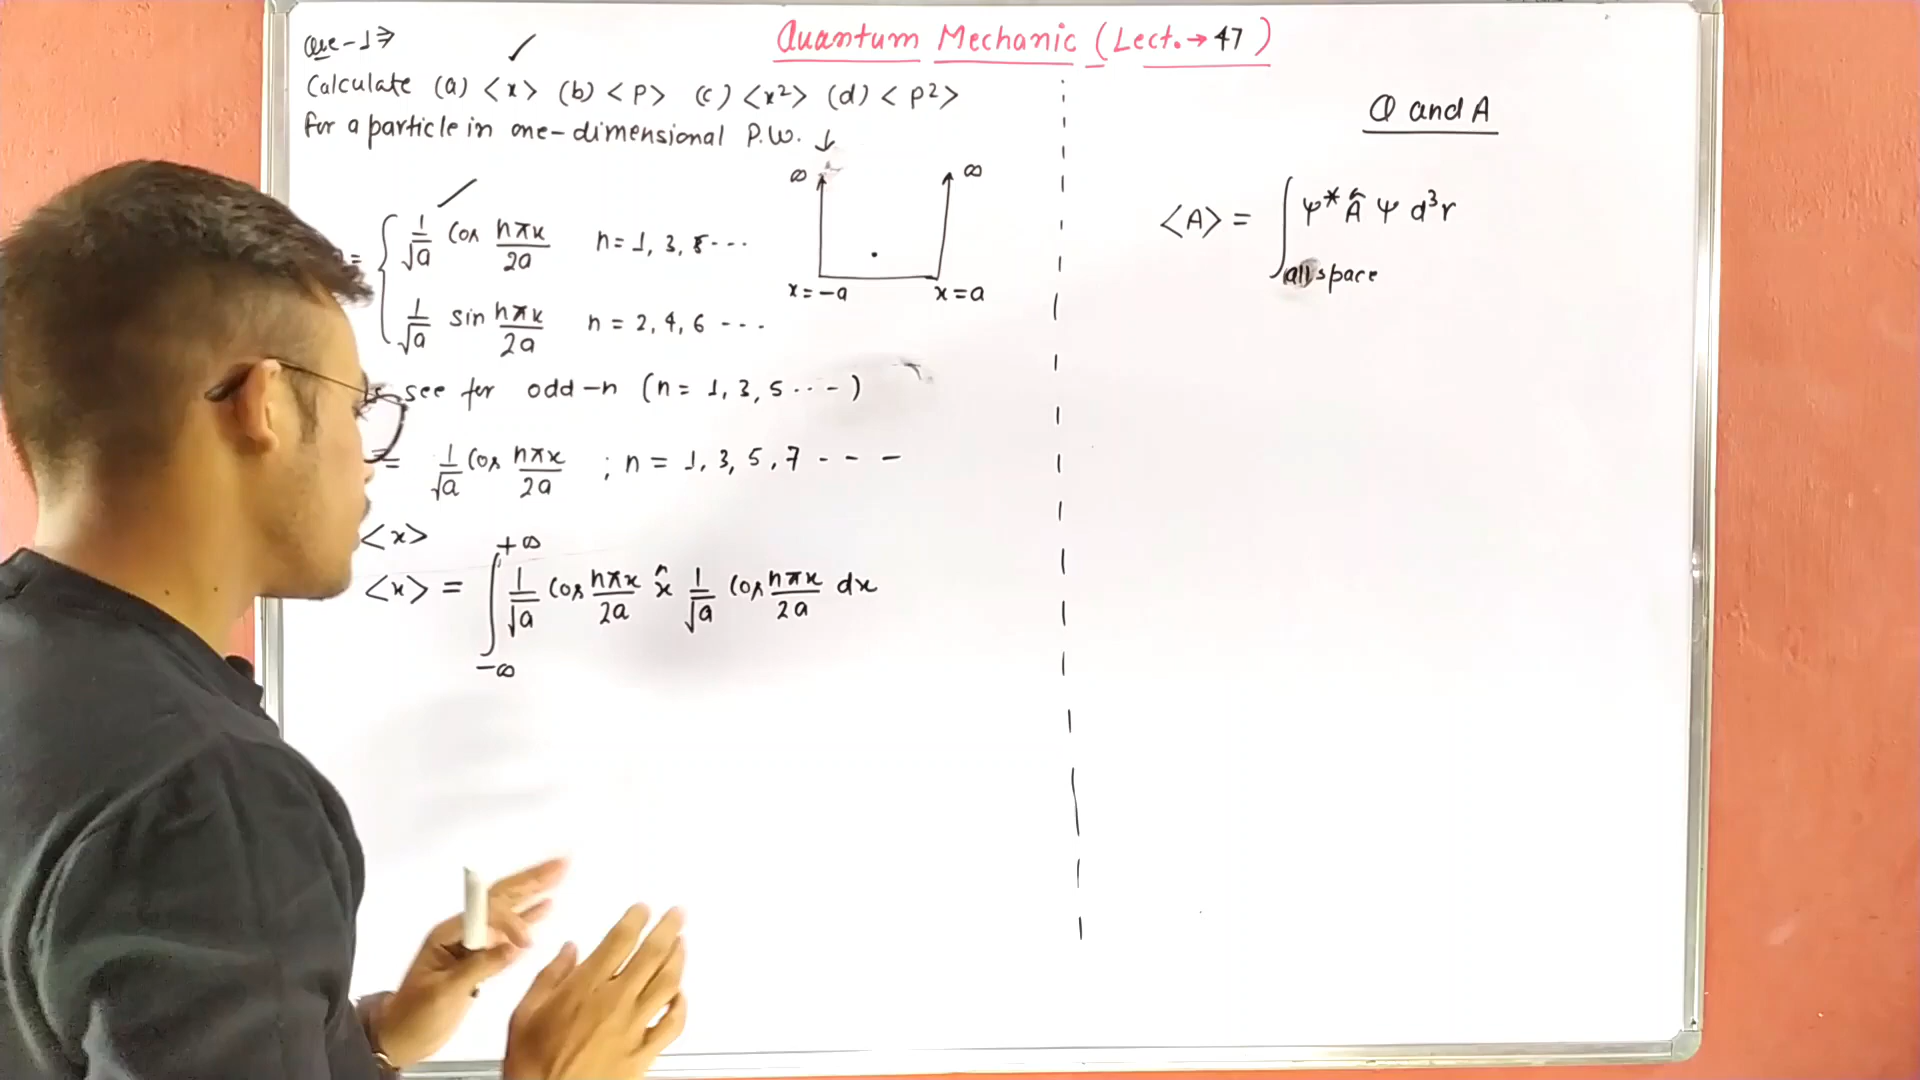 Quantum Mechanic (Lect. → 47)
Que-1⇒
Calculate (a) <x> (b) <P> (c) <x²> (d) <p²>
for a particle in one-dimensional P.W. ↓
= { 1/√a Cos nπx/2a n = 1, 3, 5 ...
1/√a sin nπx/2a n = 2, 4, 6 ---
∞ ∞
x = -a x = a
see for odd-n (n = 1, 3, 5 ...-)
= 1/√a Cos nπx/2a ; n = 1, 3, 5, 7 - - -
<x>
<x> = ∫_{-∞}^{+∞} 1/√a Cos nπx/2a x̂ 1/√a Cos nπx/2a dx
Q and A
<A> = ∫_{all space} ψ* Â ψ d³r